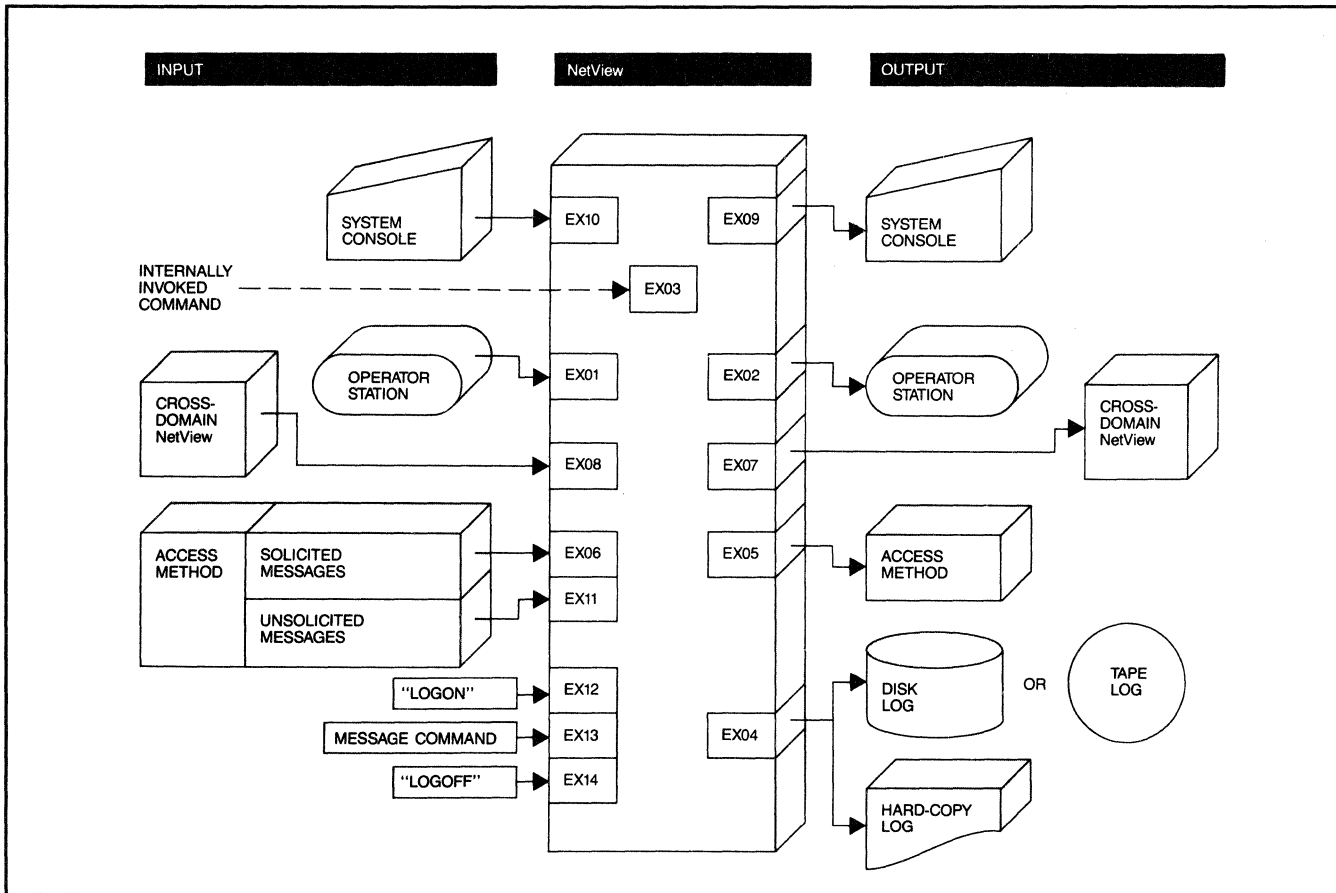 INPUT
NetView
OUTPUT
SYSTEM
CONSOLE
EX10
EX09
SYSTEM
CONSOLE
INTERNALLY
INVOKED
COMMAND
EX03
OPERATOR
STATION
EX01
EX02
OPERATOR
STATION
CROSS-
DOMAIN
NetView
EX08
EX07
CROSS-
DOMAIN
NetView
ACCESS
METHOD
SOLICITED
MESSAGES
UNSOLICITED
MESSAGES
EX06
EX11
EX05
ACCESS
METHOD
"LOGON"
EX12
MESSAGE COMMAND
EX13
"LOGOFF"
EX14
EX04
DISK
LOG
OR
TAPE
LOG
HARD-COPY
LOG